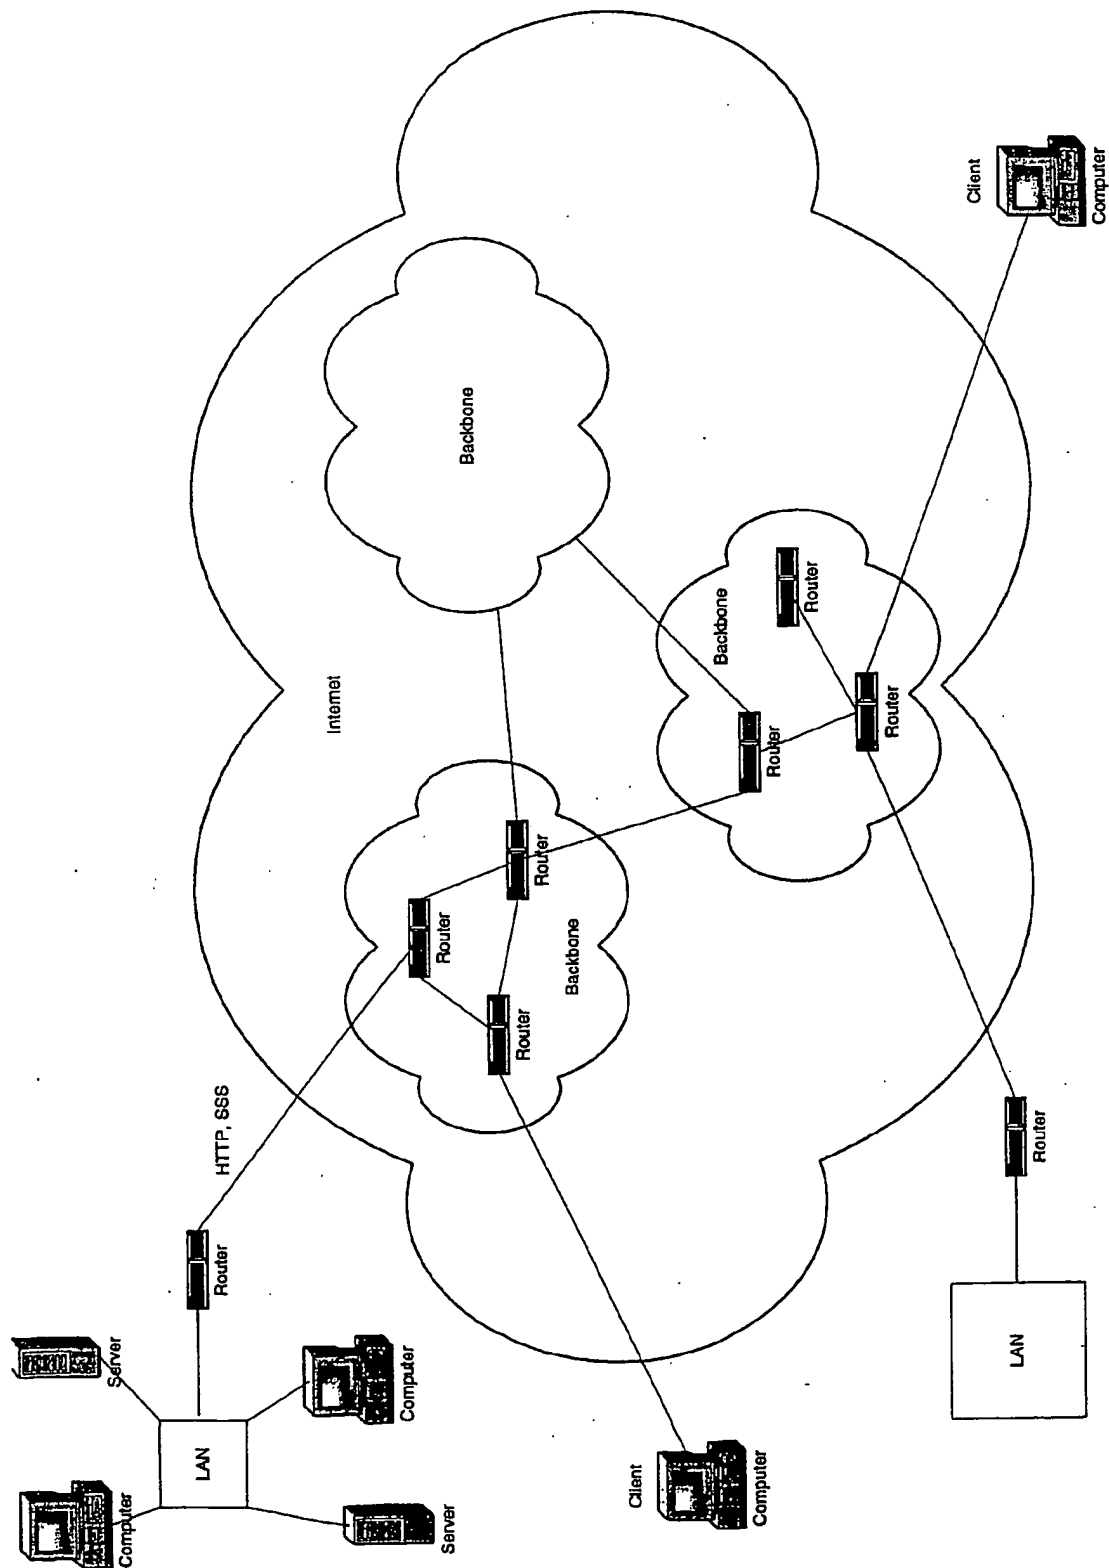 Computer
Server
LAN
Server
Computer
Router
HTTP, SSS
Internet
Router
Router
Router
Backbone
Backbone
Client
Computer
Router
Backbone
Router
Router
Client
Computer
LAN
Router